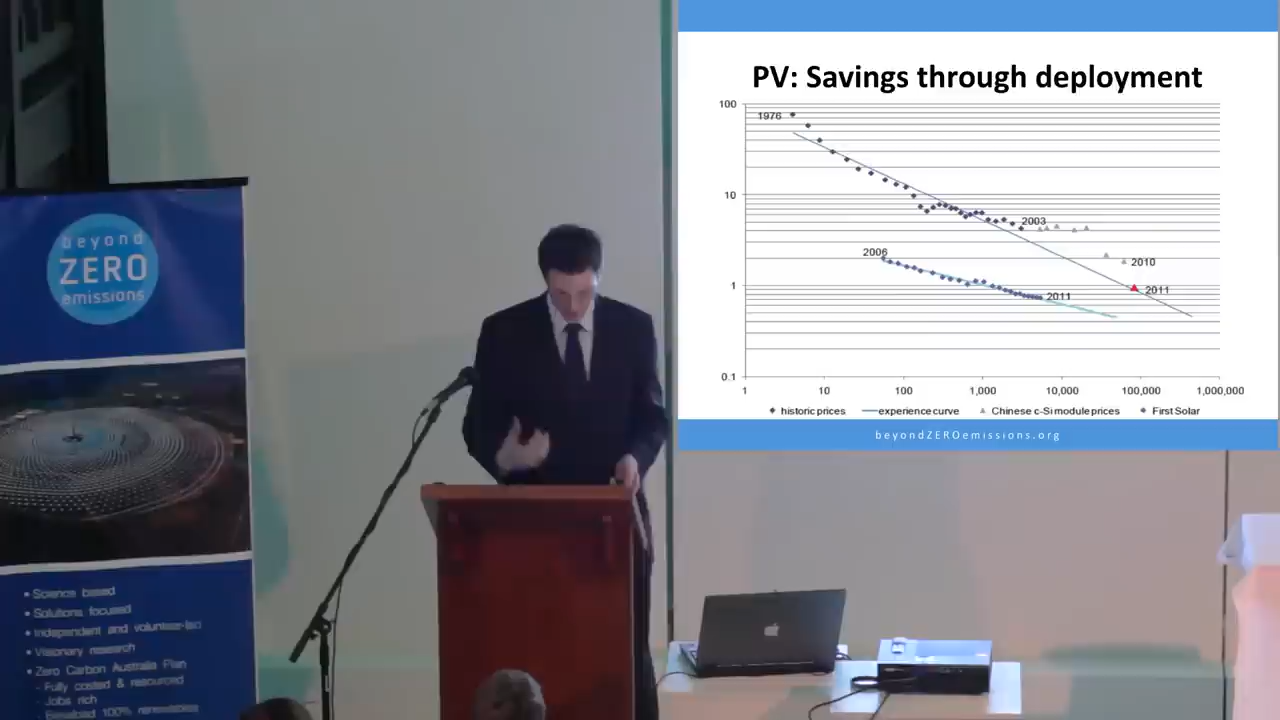 beyond
ZERO
emissions
• Science based
• Solutions focused
• Independent and volunteer-led
• Visionary research
• Zero Carbon Australia Plan
- Fully costed & resourced
- Jobs rich
- Baseload 100% renewables
PV: Savings through deployment
100
10
1
0.1
1
10
100
1,000
10,000
100,000
1,000,000
1976
2003
2006
2010
2011
2011
historic prices
experience curve
Chinese c-Si module prices
First Solar
beyondZEROemissions.org